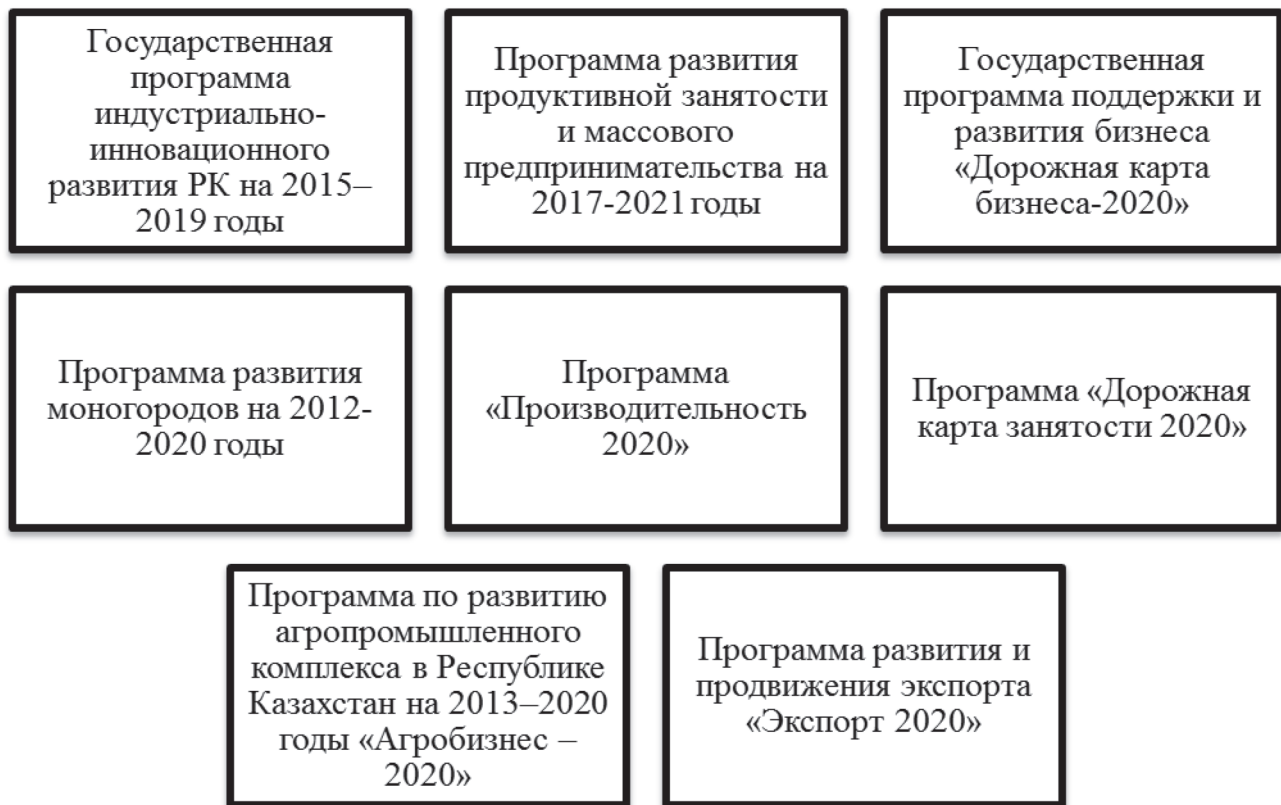 Государственная
программа
индустриально-
инновационного
развития РК на 2015–
2019 годы
Программа развития
продуктивной занятости
и массового
предпринимательства на
2017-2021 годы
Государственная
программа поддержки и
развития бизнеса
«Дорожная карта
бизнеса-2020»
Программа развития
моногородов на 2012-
2020 годы
Программа
«Производительность
2020»
Программа «Дорожная
карта занятости 2020»
Программа по развитию
агропромышленного
комплекса в Республике
Казахстан на 2013–2020
годы «Агробизнес –
2020»
Программа развития и
продвижения экспорта
«Экспорт 2020»